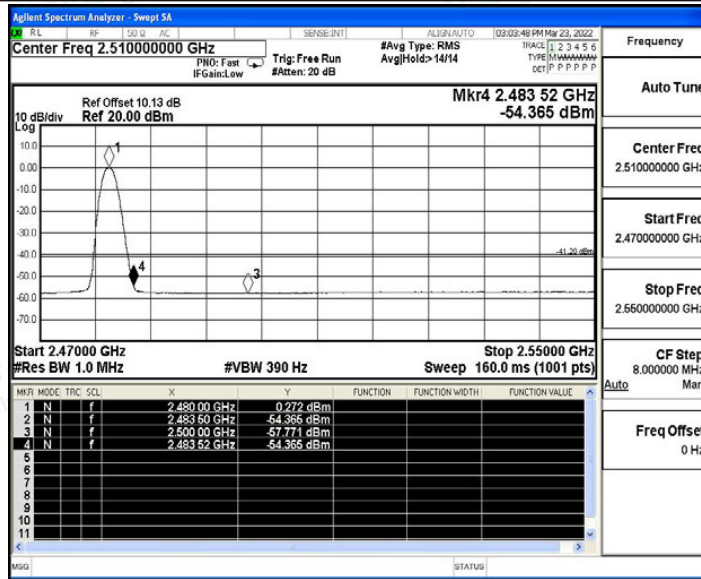 Agilent Spectrum Analyzer - Swept SA
RL RF 50 Ω AC SENSE:INT ALIGN AUTO 03:03:48 PM Mar 23, 2022
Center Freq 2.510000000 GHz
PNO: Fast
IFGain:Low
Trig: Free Run
#Atten: 20 dB
#Avg Type: RMS
Avg|Hold:> 14/14
TRACE 1 2 3 4 5 6
TYPE MWWWWW
DET P P P P P P
Ref Offset 10.13 dB
10 dB/div Ref 20.00 dBm
Log
Mkr4 2.483 52 GHz
-54.365 dBm
10.0
0.00
-10.0
-20.0
-30.0
-40.0
-50.0
-60.0
-70.0
1
4
3
-41.20 dBm
Start 2.47000 GHz Stop 2.55000 GHz
#Res BW 1.0 MHz #VBW 390 Hz Sweep 160.0 ms (1001 pts)
MKR MODE TRC SCL X Y FUNCTION FUNCTION WIDTH FUNCTION VALUE
1 N f 2.480 00 GHz 0.272 dBm
2 N f 2.483 50 GHz -54.365 dBm
3 N f 2.500 00 GHz -57.771 dBm
4 N f 2.483 52 GHz -54.365 dBm
5
6
7
8
9
10
11
MSG STATUS
Frequency
Auto Tune
Center Freq
2.510000000 GHz
Start Freq
2.470000000 GHz
Stop Freq
2.550000000 GHz
CF Step
8.000000 MHz
Auto Man
Freq Offset
0 Hz